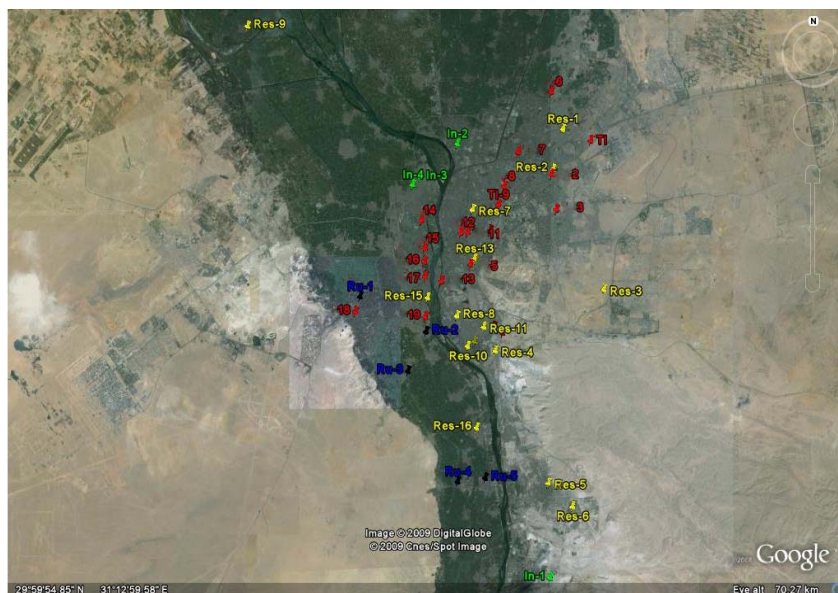 N
Res-9
-6
Res-1
TI
In-2
-7
Res-2
-2
In-4
In-3
-8
TI-9
-3
14
Res-7
12
11
15
Res-13
-5
16
17
13
Res-3
Ru-1
Res-15
18
19
Res-8
Ru-2
Res-11
Res-10
Res-4
Ru-3
Res-16
Ru-4
Ru-5
Res-5
Res-6
Image © 2009 DigitalGlobe
© 2009 Cnes/Spot Image
Google
In-1
29°59'54.85" N 31°12'59.58" E
Eye alt 70.27 km